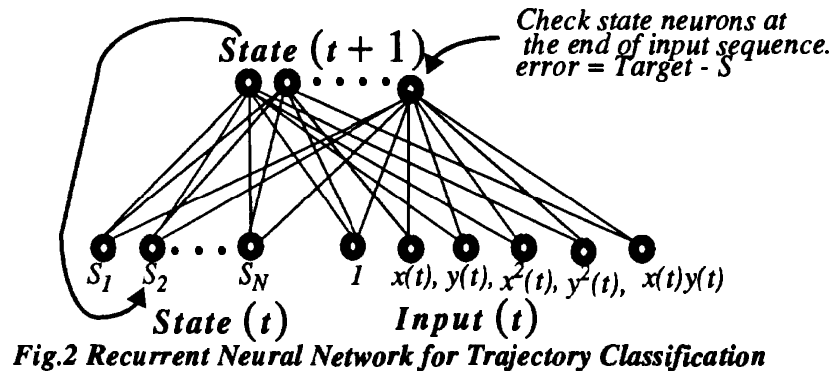 Check state neurons at
the end of input sequence.
error = Target - S
State (t + 1)
S1 S2 SN 1 x(t), y(t), x²(t), y²(t), x(t)y(t)
State (t) Input (t)
Fig.2 Recurrent Neural Network for Trajectory Classification